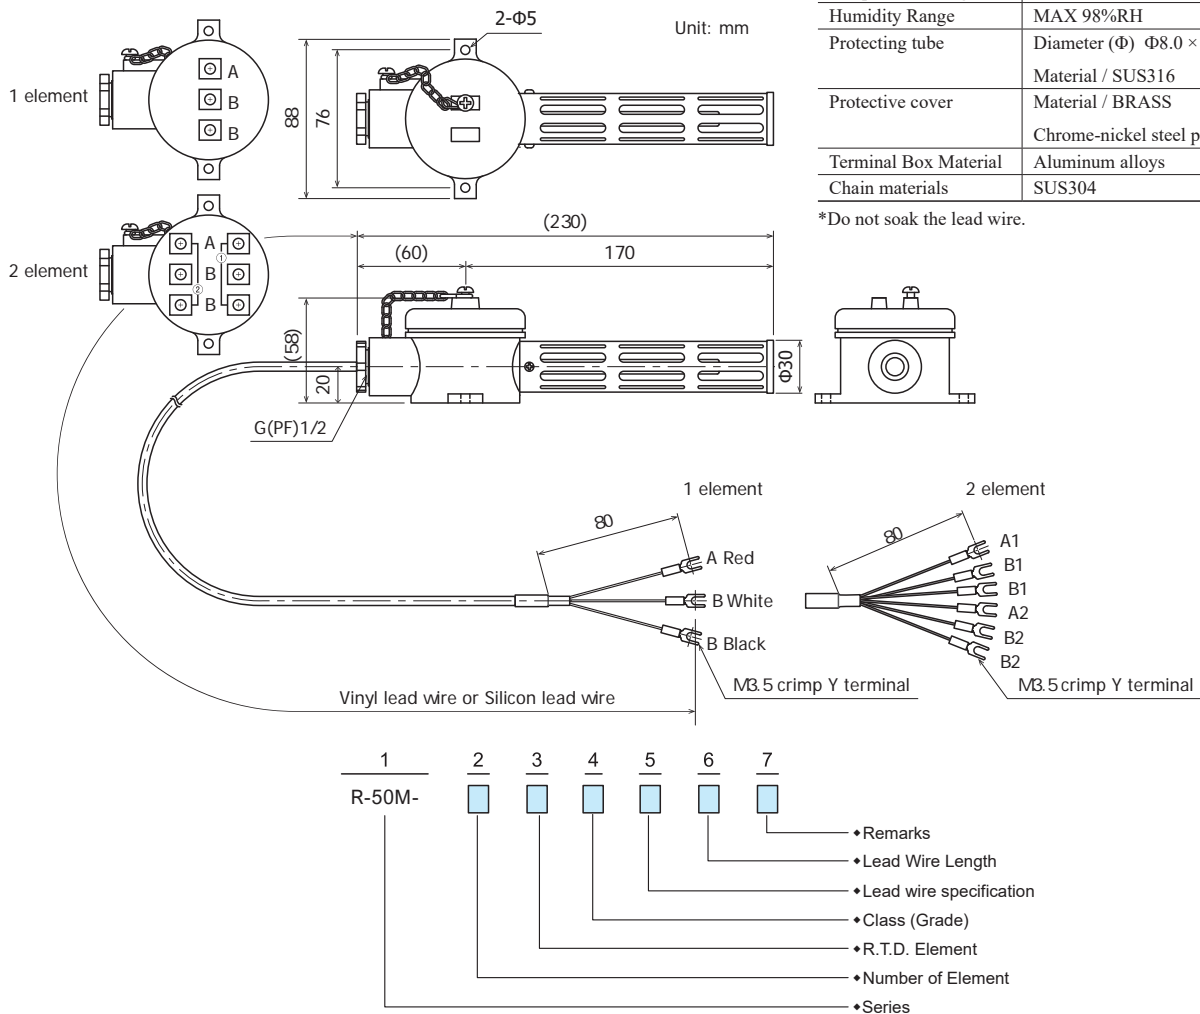 2-Φ5
Unit: mm
1 element
A
B
B
88
76
Humidity Range MAX 98%RH
Protecting tube Diameter (Φ) Φ8.0 ×
Material / SUS316
Protective cover Material / BRASS
Chrome-nickel steel p
Terminal Box Material Aluminum alloys
Chain materials SUS304
*Do not soak the lead wire.
2 element
A
B
B
①
②
(230)
(60)
170
(58)
20
Φ30
G(PF)1/2
1 element
80
A Red
B White
B Black
M3.5 crimp Y terminal
2 element
80
A1
B1
B1
A2
B2
B2
M3.5 crimp Y terminal
Vinyl lead wire or Silicon lead wire
1 2 3 4 5 6 7
R-50M-
◆Remarks
◆Lead Wire Length
◆Lead wire specification
◆Class (Grade)
◆R.T.D. Element
◆Number of Element
◆Series